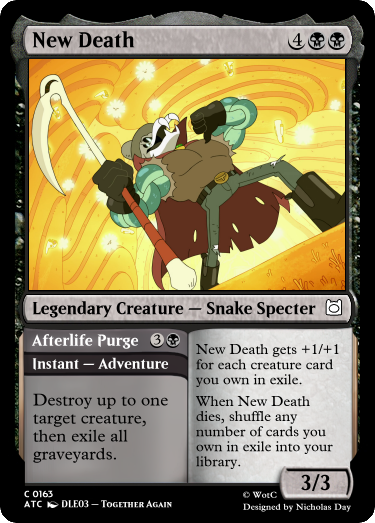 New Death 4
Legendary Creature — Snake Specter
Afterlife Purge 3
Instant — Adventure
Destroy up to one
target creature,
then exile all
graveyards.
New Death gets +1/+1
for each creature card
you own in exile.
When New Death
dies, shuffle any
number of cards you
own in exile into your
library.
3/3
C 0163
ATC DLE03 — Together Again
© WotC
Designed by Nicholas Day